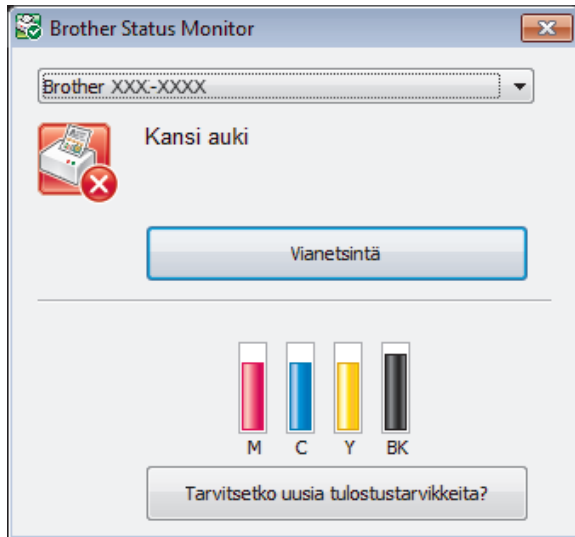 Brother Status Monitor
Brother XXX-XXXX
Kansi auki
Vianetsintä
M C Y BK
Tarvitsetko uusia tulostustarvikkeita?